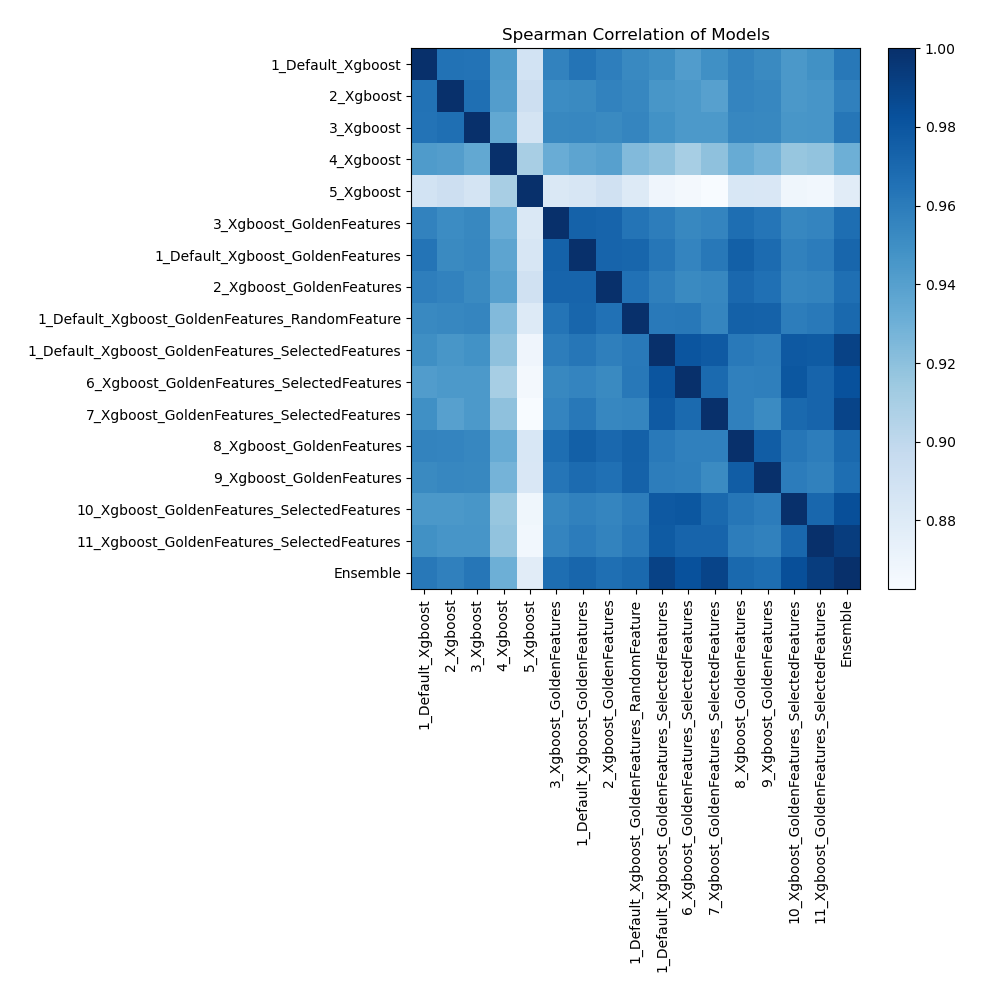 Spearman Correlation of Models
1_Default_Xgboost
2_Xgboost
3_Xgboost
4_Xgboost
5_Xgboost
3_Xgboost_GoldenFeatures
1_Default_Xgboost_GoldenFeatures
2_Xgboost_GoldenFeatures
1_Default_Xgboost_GoldenFeatures_RandomFeature
1_Default_Xgboost_GoldenFeatures_SelectedFeatures
6_Xgboost_GoldenFeatures_SelectedFeatures
7_Xgboost_GoldenFeatures_SelectedFeatures
8_Xgboost_GoldenFeatures
9_Xgboost_GoldenFeatures
10_Xgboost_GoldenFeatures_SelectedFeatures
11_Xgboost_GoldenFeatures_SelectedFeatures
Ensemble
1_Default_Xgboost
2_Xgboost
3_Xgboost
4_Xgboost
5_Xgboost
3_Xgboost_GoldenFeatures
1_Default_Xgboost_GoldenFeatures
2_Xgboost_GoldenFeatures
1_Default_Xgboost_GoldenFeatures_RandomFeature
1_Default_Xgboost_GoldenFeatures_SelectedFeatures
6_Xgboost_GoldenFeatures_SelectedFeatures
7_Xgboost_GoldenFeatures_SelectedFeatures
8_Xgboost_GoldenFeatures
9_Xgboost_GoldenFeatures
10_Xgboost_GoldenFeatures_SelectedFeatures
11_Xgboost_GoldenFeatures_SelectedFeatures
Ensemble
1.00
0.98
0.96
0.94
0.92
0.90
0.88